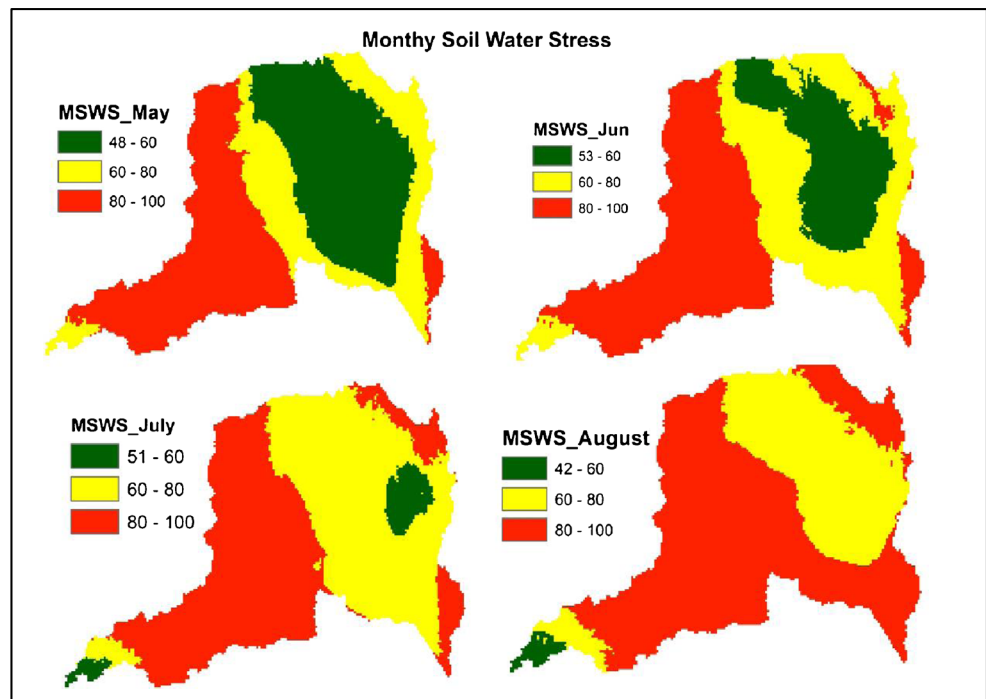 Monthy Soil Water Stress
MSWS_May
48 - 60
60 - 80
80 - 100
MSWS_Jun
53 - 60
60 - 80
80 - 100
MSWS_July
51 - 60
60 - 80
80 - 100
MSWS_August
42 - 60
60 - 80
80 - 100